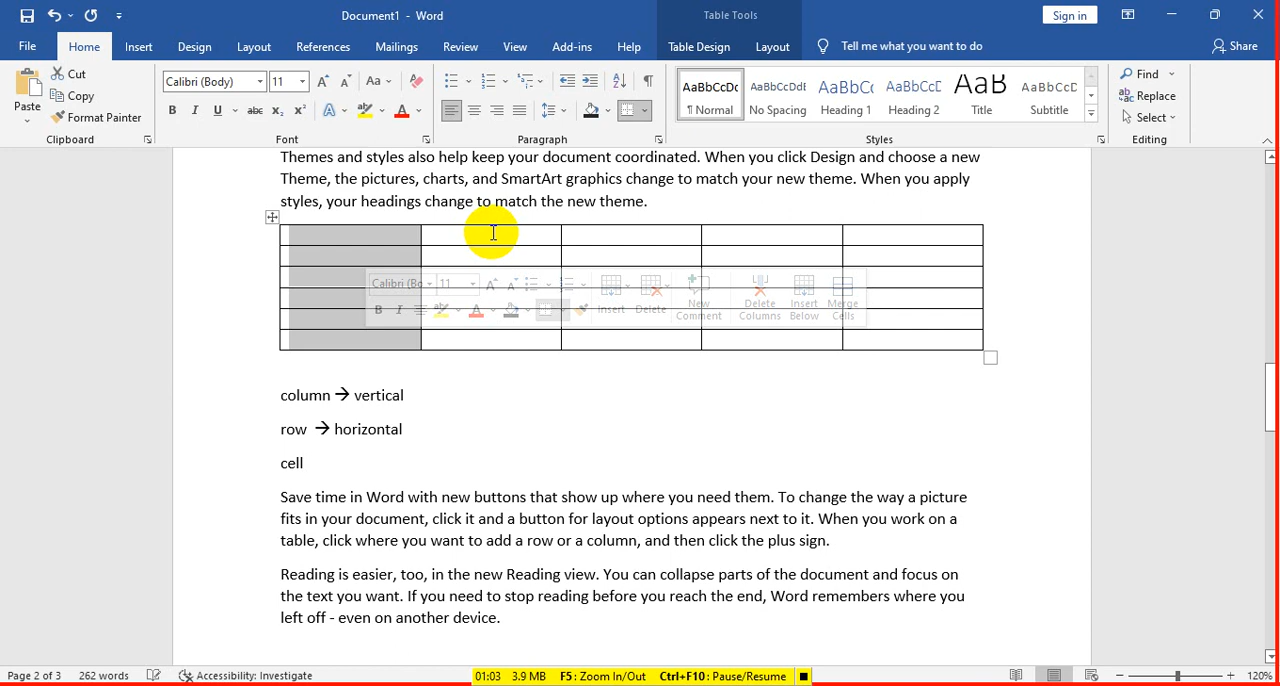 Document1 - Word
Table Tools
Sign in
File Home Insert Design Layout References Mailings Review View Add-ins Help Table Design Layout Tell me what you want to do Share
Paste
Cut
Copy
Format Painter
Clipboard
Calibri (Body) 11
Aa
B I U abc x₂ x² A A
Font
Paragraph
AaBbCcDc AaBbCcDdE AaBbCc AaBbCcD AaB AaBbCcD
¶ Normal No Spacing Heading 1 Heading 2 Title Subtitle
Styles
Find
Replace
Select
Editing
Themes and styles also help keep your document coordinated. When you click Design and choose a new
Theme, the pictures, charts, and SmartArt graphics change to match your new theme. When you apply
styles, your headings change to match the new theme.
Calibri (Bo 11
B I A
Insert Delete New Comment Delete Columns Insert Below Merge Cells
column → vertical
row → horizontal
cell
Save time in Word with new buttons that show up where you need them. To change the way a picture
fits in your document, click it and a button for layout options appears next to it. When you work on a
table, click where you want to add a row or a column, and then click the plus sign.
Reading is easier, too, in the new Reading view. You can collapse parts of the document and focus on
the text you want. If you need to stop reading before you reach the end, Word remembers where you
left off - even on another device.
Page 2 of 3 262 words Accessibility: Investigate 01:03 3.9 MB F5: Zoom In/Out Ctrl+F10: Pause/Resume 120%